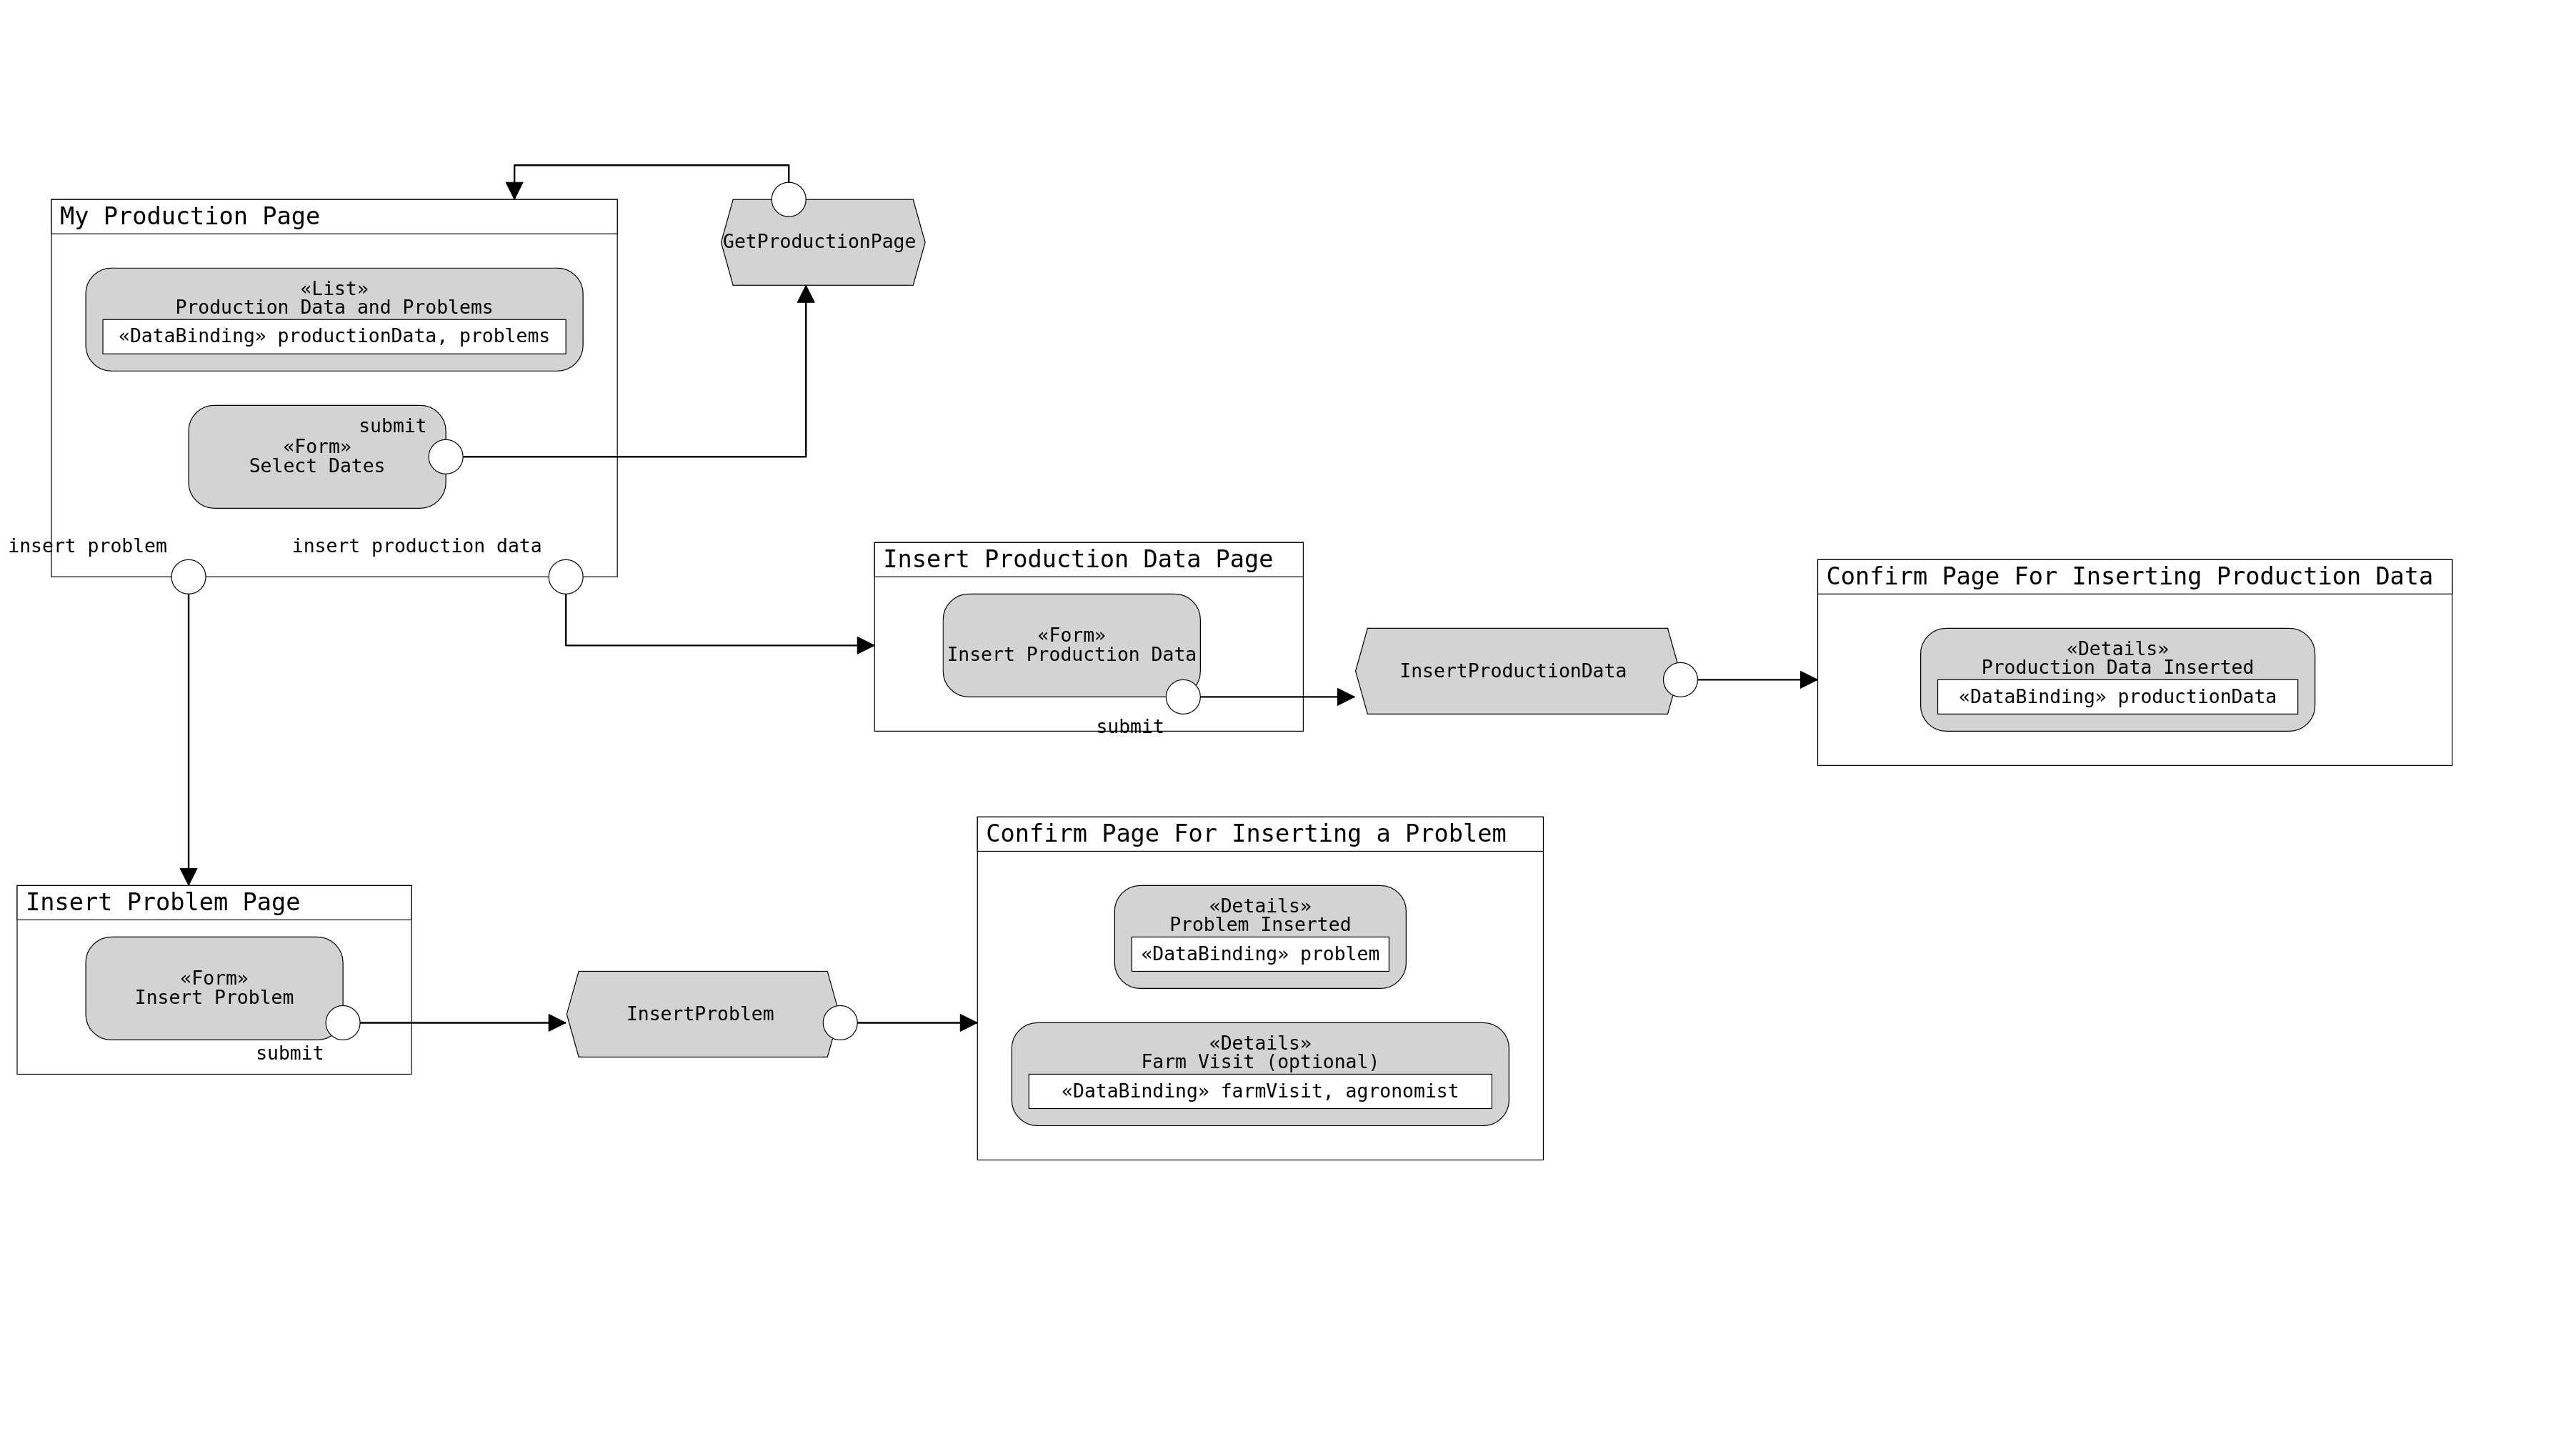 My Production Page
«List»
Production Data and Problems
«DataBinding» productionData, problems
submit
«Form»
Select Dates
insert problem
insert production data
GetProductionPage
Insert Production Data Page
«Form»
Insert Production Data
submit
InsertProductionData
Confirm Page For Inserting Production Data
«Details»
Production Data Inserted
«DataBinding» productionData
Insert Problem Page
«Form»
Insert Problem
submit
InsertProblem
Confirm Page For Inserting a Problem
«Details»
Problem Inserted
«DataBinding» problem
«Details»
Farm Visit (optional)
«DataBinding» farmVisit, agronomist